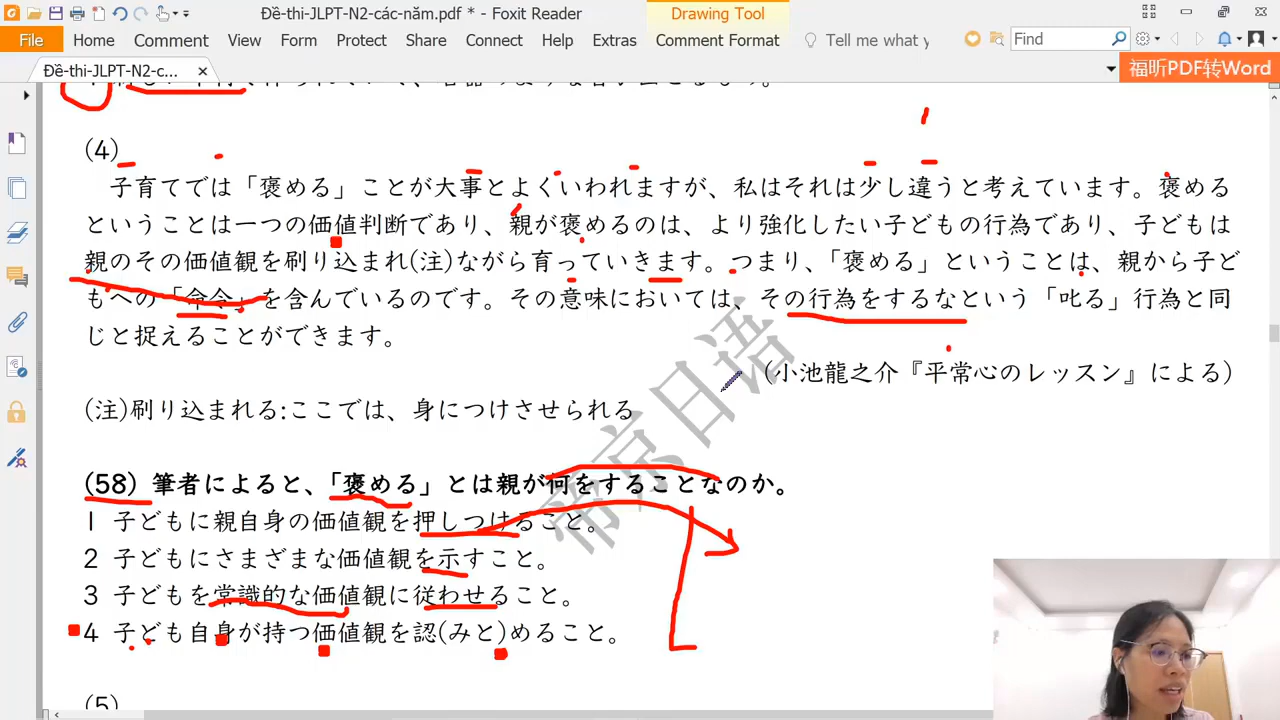 Đề-thi-JLPT-N2-các-năm.pdf * - Foxit Reader
Drawing Tool
File Home Comment View Form Protect Share Connect Help Extras Comment Format Tell me what y Find
Đề-thi-JLPT-N2-c...
福昕PDF转Word
(4)
子育てでは「褒める」ことが大事とよくいわれますが、私はそれは少し違うと考えています。褒める
ということは一つの価値判断であり、親が褒めるのは、より強化したい子どもの行為であり、子どもは
親のその価値観を刷り込まれ(注)ながら育っていきます。つまり、「褒める」ということは、親から子ど
もへの「命令」を含んでいるのです。その意味においては、その行為をするなという「叱る」行為と同
じと捉えることができます。
(小池龍之介『平常心のレッスン』による)
(注)刷り込まれる:ここでは、身につけさせられる
帝京日语
(58) 筆者によると、「褒める」とは親が何をすることなのか。
1 子どもに親自身の価値観を押しつけること。
2 子どもにさまざまな価値観を示すこと。
3 子どもを常識的な価値観に従わせること。
4 子ども自身が持つ価値観を認(みと)めること。
(5)